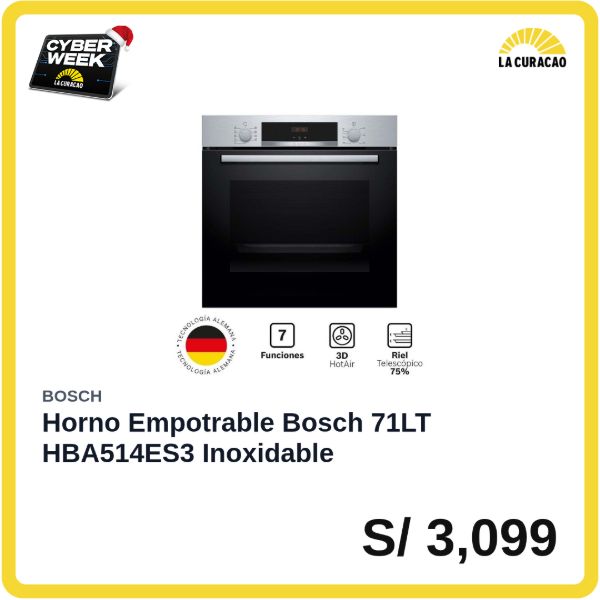 CYBER
WEEK
LA CURACAO
LA CURACAO
TECNOLOGÍA ALEMANA
TECNOLOGÍA ALEMANA
7
Funciones
3D
HotAir
Riel
Telescópico
75%
BOSCH
Horno Empotrable Bosch 71LT
HBA514ES3 Inoxidable
S/ 3,099